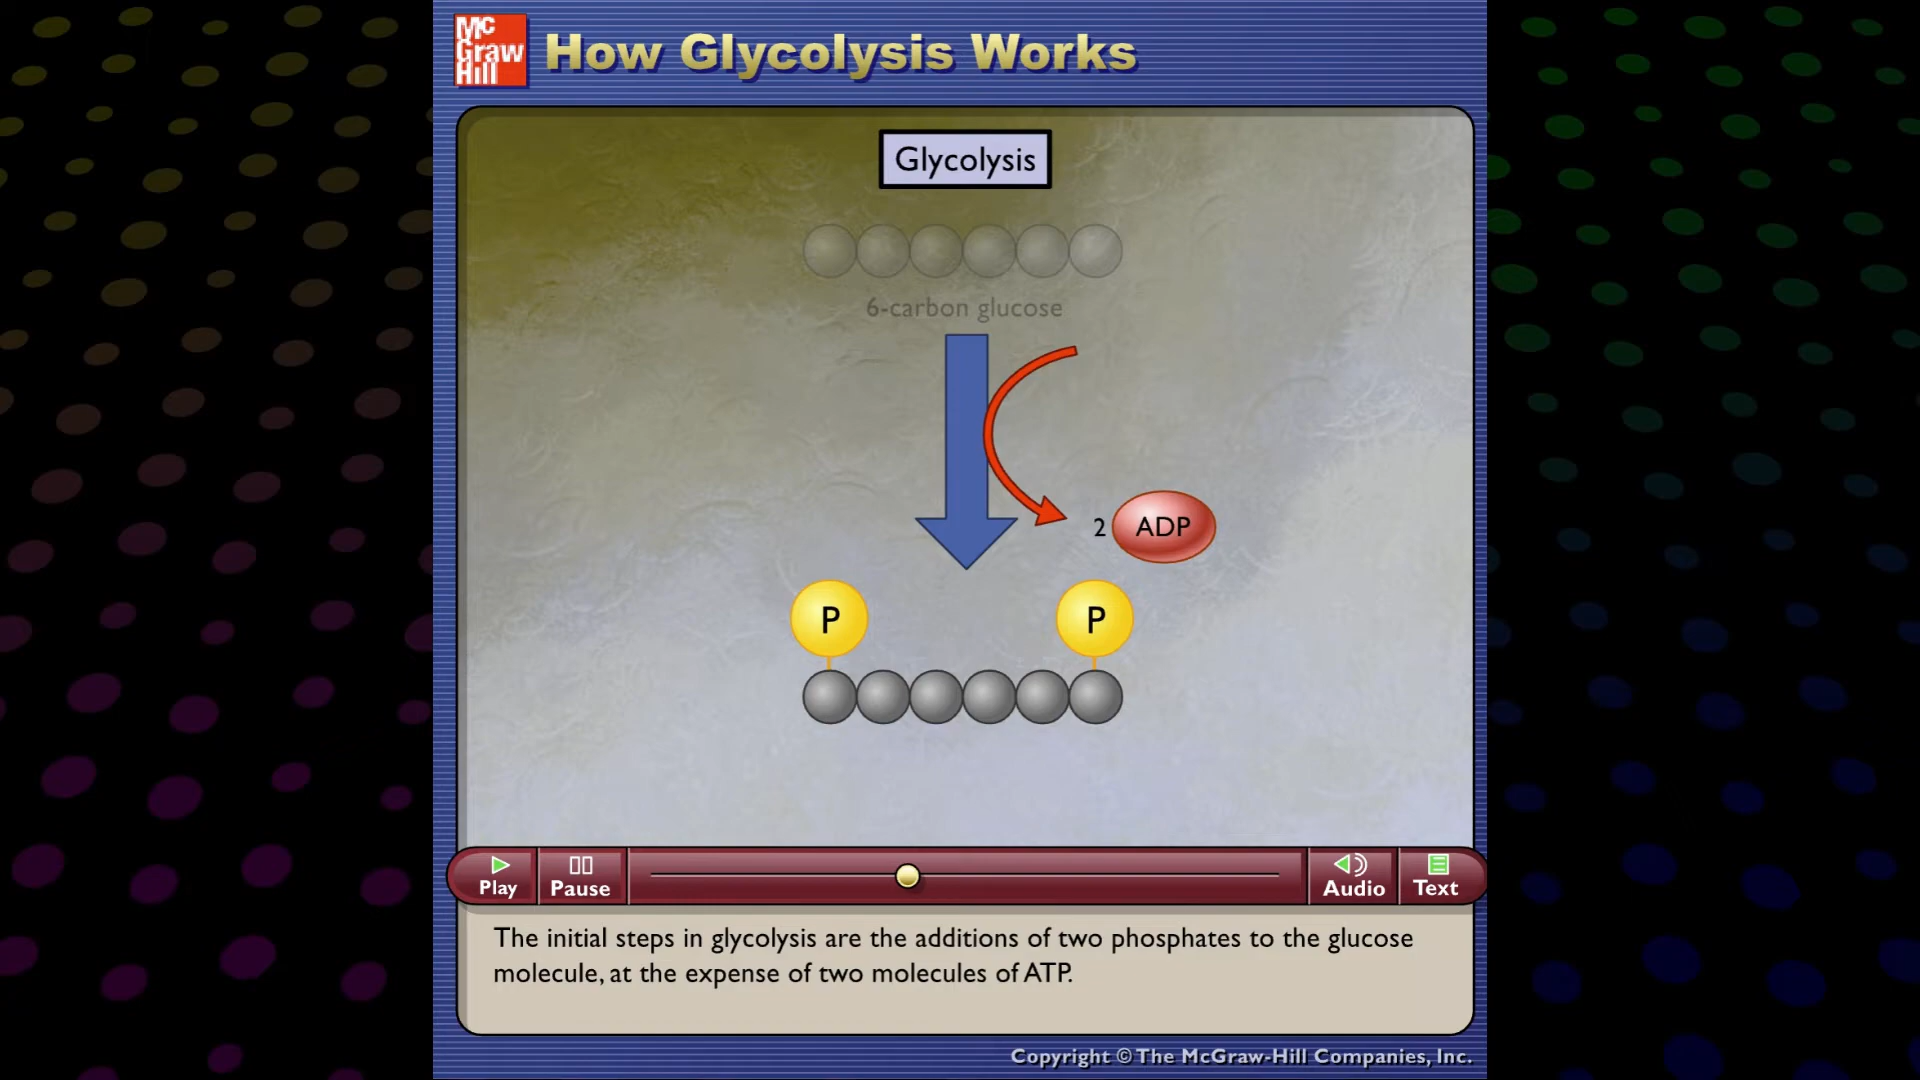 Mc
Graw
Hill
How Glycolysis Works
Glycolysis
6-carbon glucose
2 ADP
P P
Play Pause Audio Text
The initial steps in glycolysis are the additions of two phosphates to the glucose
molecule, at the expense of two molecules of ATP.
Copyright © The McGraw-Hill Companies, Inc.